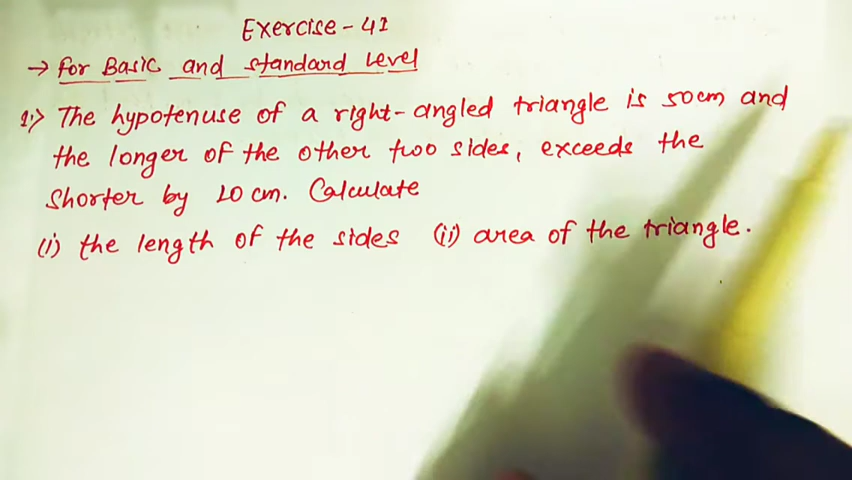 Exercise - 41
→ For Basic and standard Level
1:> The hypotenuse of a right-angled triangle is 50cm and
the longer of the other two sides, exceeds the
shorter by 10 cm. Calculate
(i) the length of the sides (ii) area of the triangle.